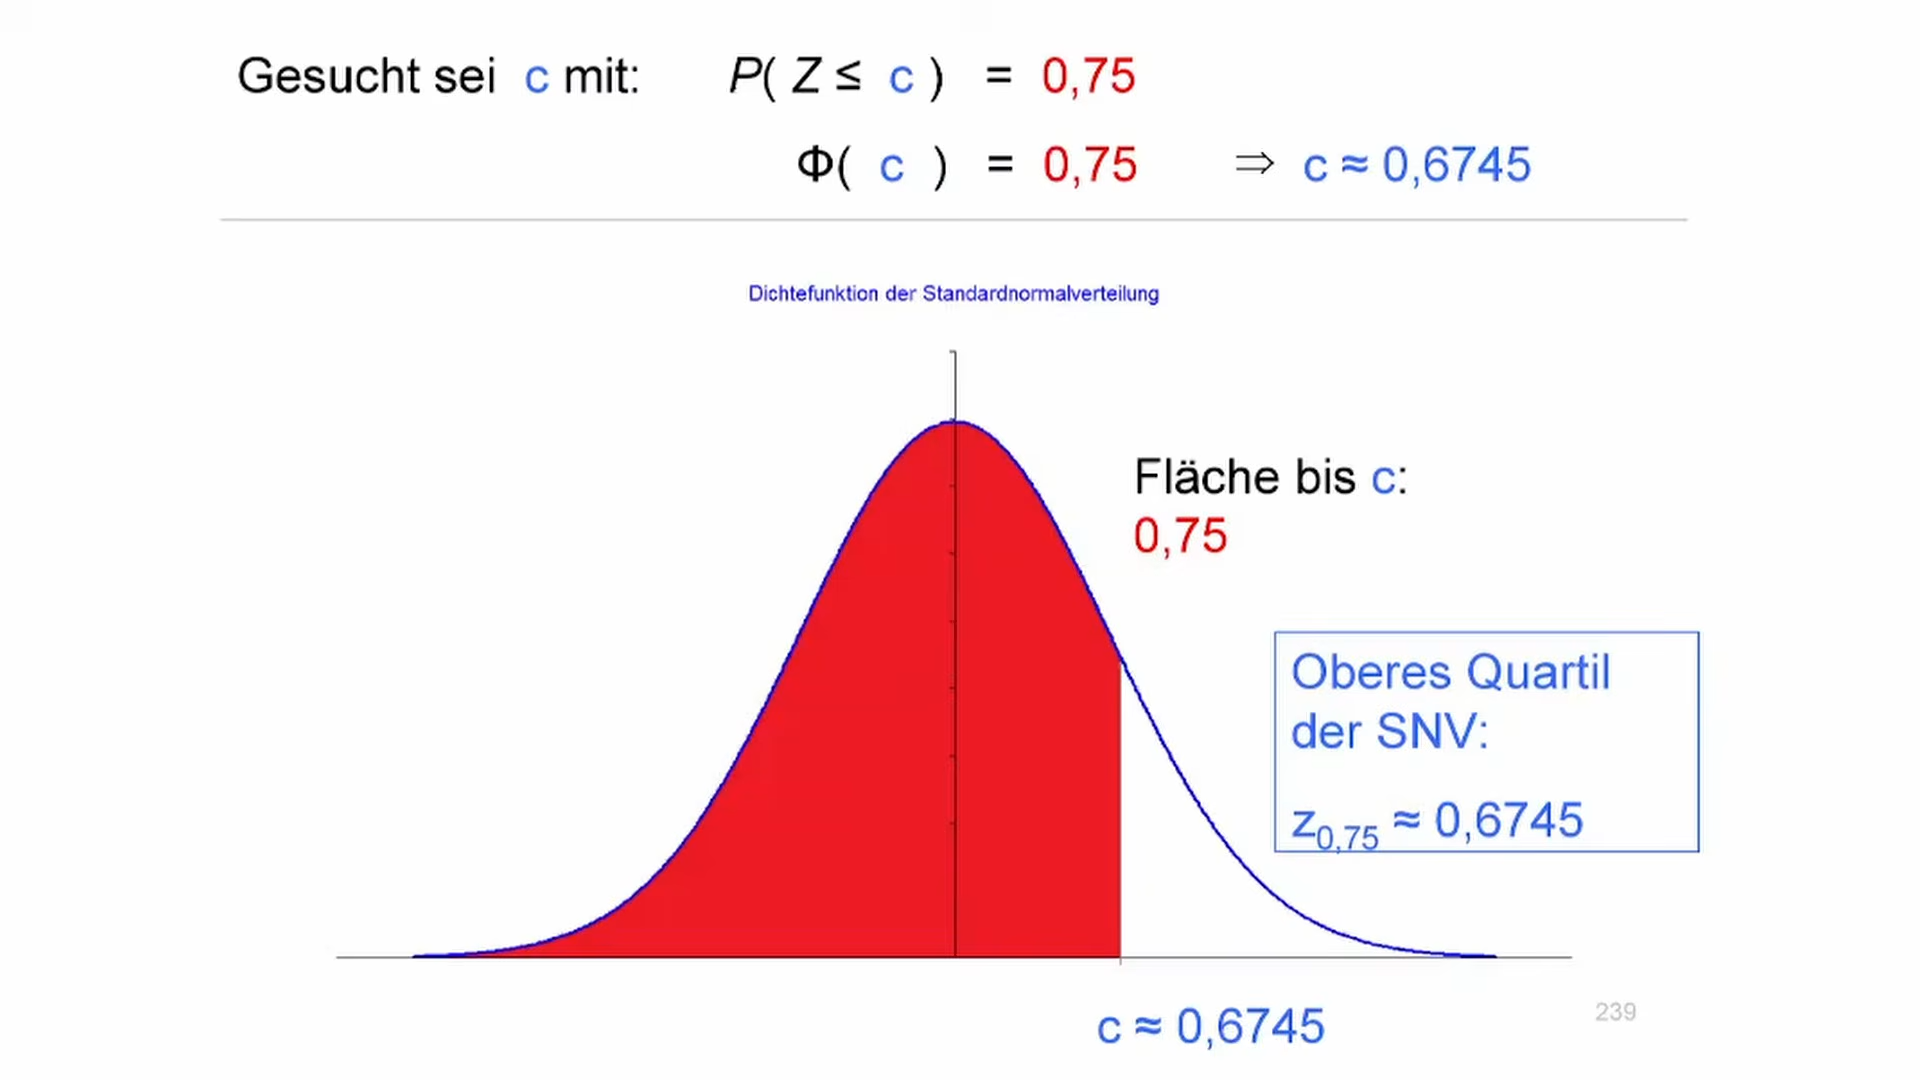 Gesucht sei c mit: P( Z ≤ c ) = 0,75
Φ( c ) = 0,75 ⇒ c ≈ 0,6745
Dichtefunktion der Standardnormalverteilung
Fläche bis c:
0,75
Oberes Quartil
der SNV:
z0,75 ≈ 0,6745
c ≈ 0,6745
239